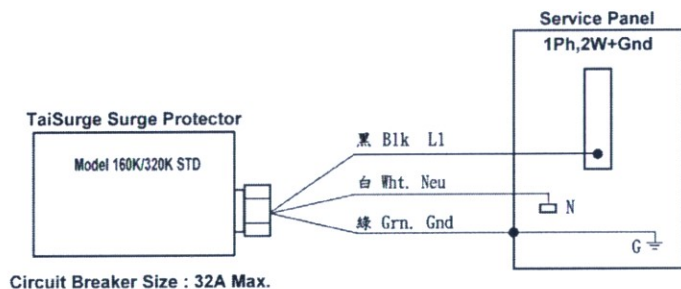 Service Panel
1Ph,2W+Gnd
TaiSurge Surge Protector
Model 160K/320K STD
黑 Blk L1
白 Wht. Neu
N
綠 Grn. Gnd
G
Circuit Breaker Size : 32A Max.